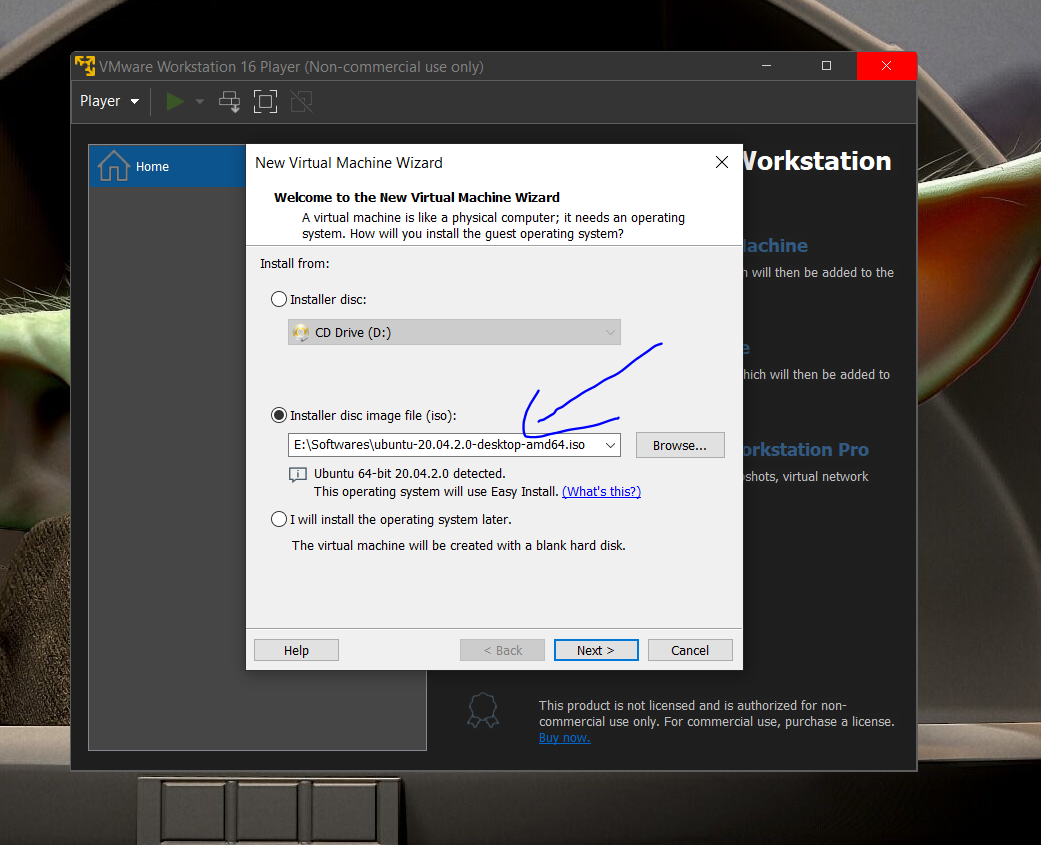 VMware Workstation 16 Player (Non-commercial use only)
Player
Home
New Virtual Machine Wizard
Welcome to the New Virtual Machine Wizard
A virtual machine is like a physical computer; it needs an operating
system. How will you install the guest operating system?
Install from:
Installer disc:
CD Drive (D:)
Installer disc image file (iso):
E:\Softwares\ubuntu-20.04.2.0-desktop-amd64.iso
Browse...
Ubuntu 64-bit 20.04.2.0 detected.
This operating system will use Easy Install. (What's this?)
I will install the operating system later.
The virtual machine will be created with a blank hard disk.
Help
< Back
Next >
Cancel
Workstation
will then be added to the
which will then be added to
Pro
virtual network
This product is not licensed and is authorized for non-
commercial use only. For commercial use, purchase a license.
Buy now.